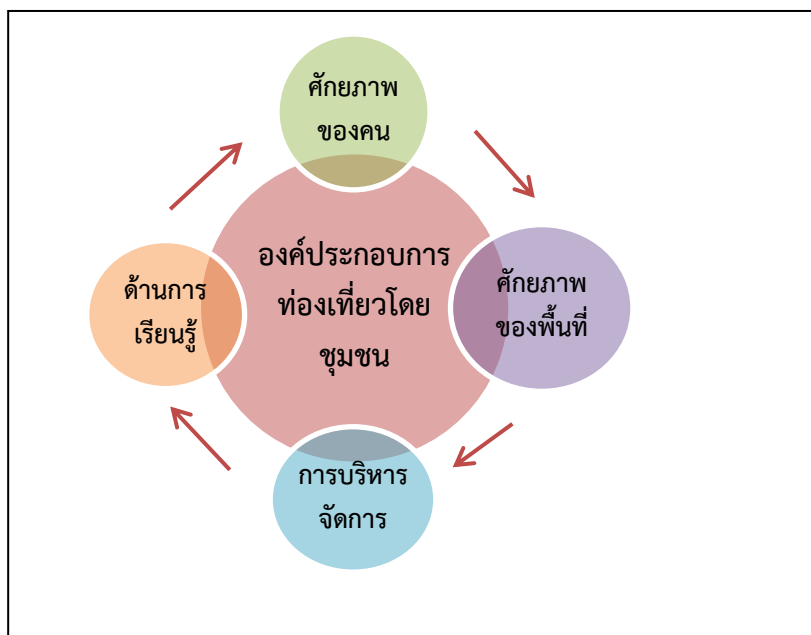 ศักยภาพ
ของคน
องค์ประกอบการ
ท่องเที่ยวโดย
ชุมชน
ศักยภาพ
ของพื้นที่
ด้านการ
เรียนรู้
การบริหาร
จัดการ